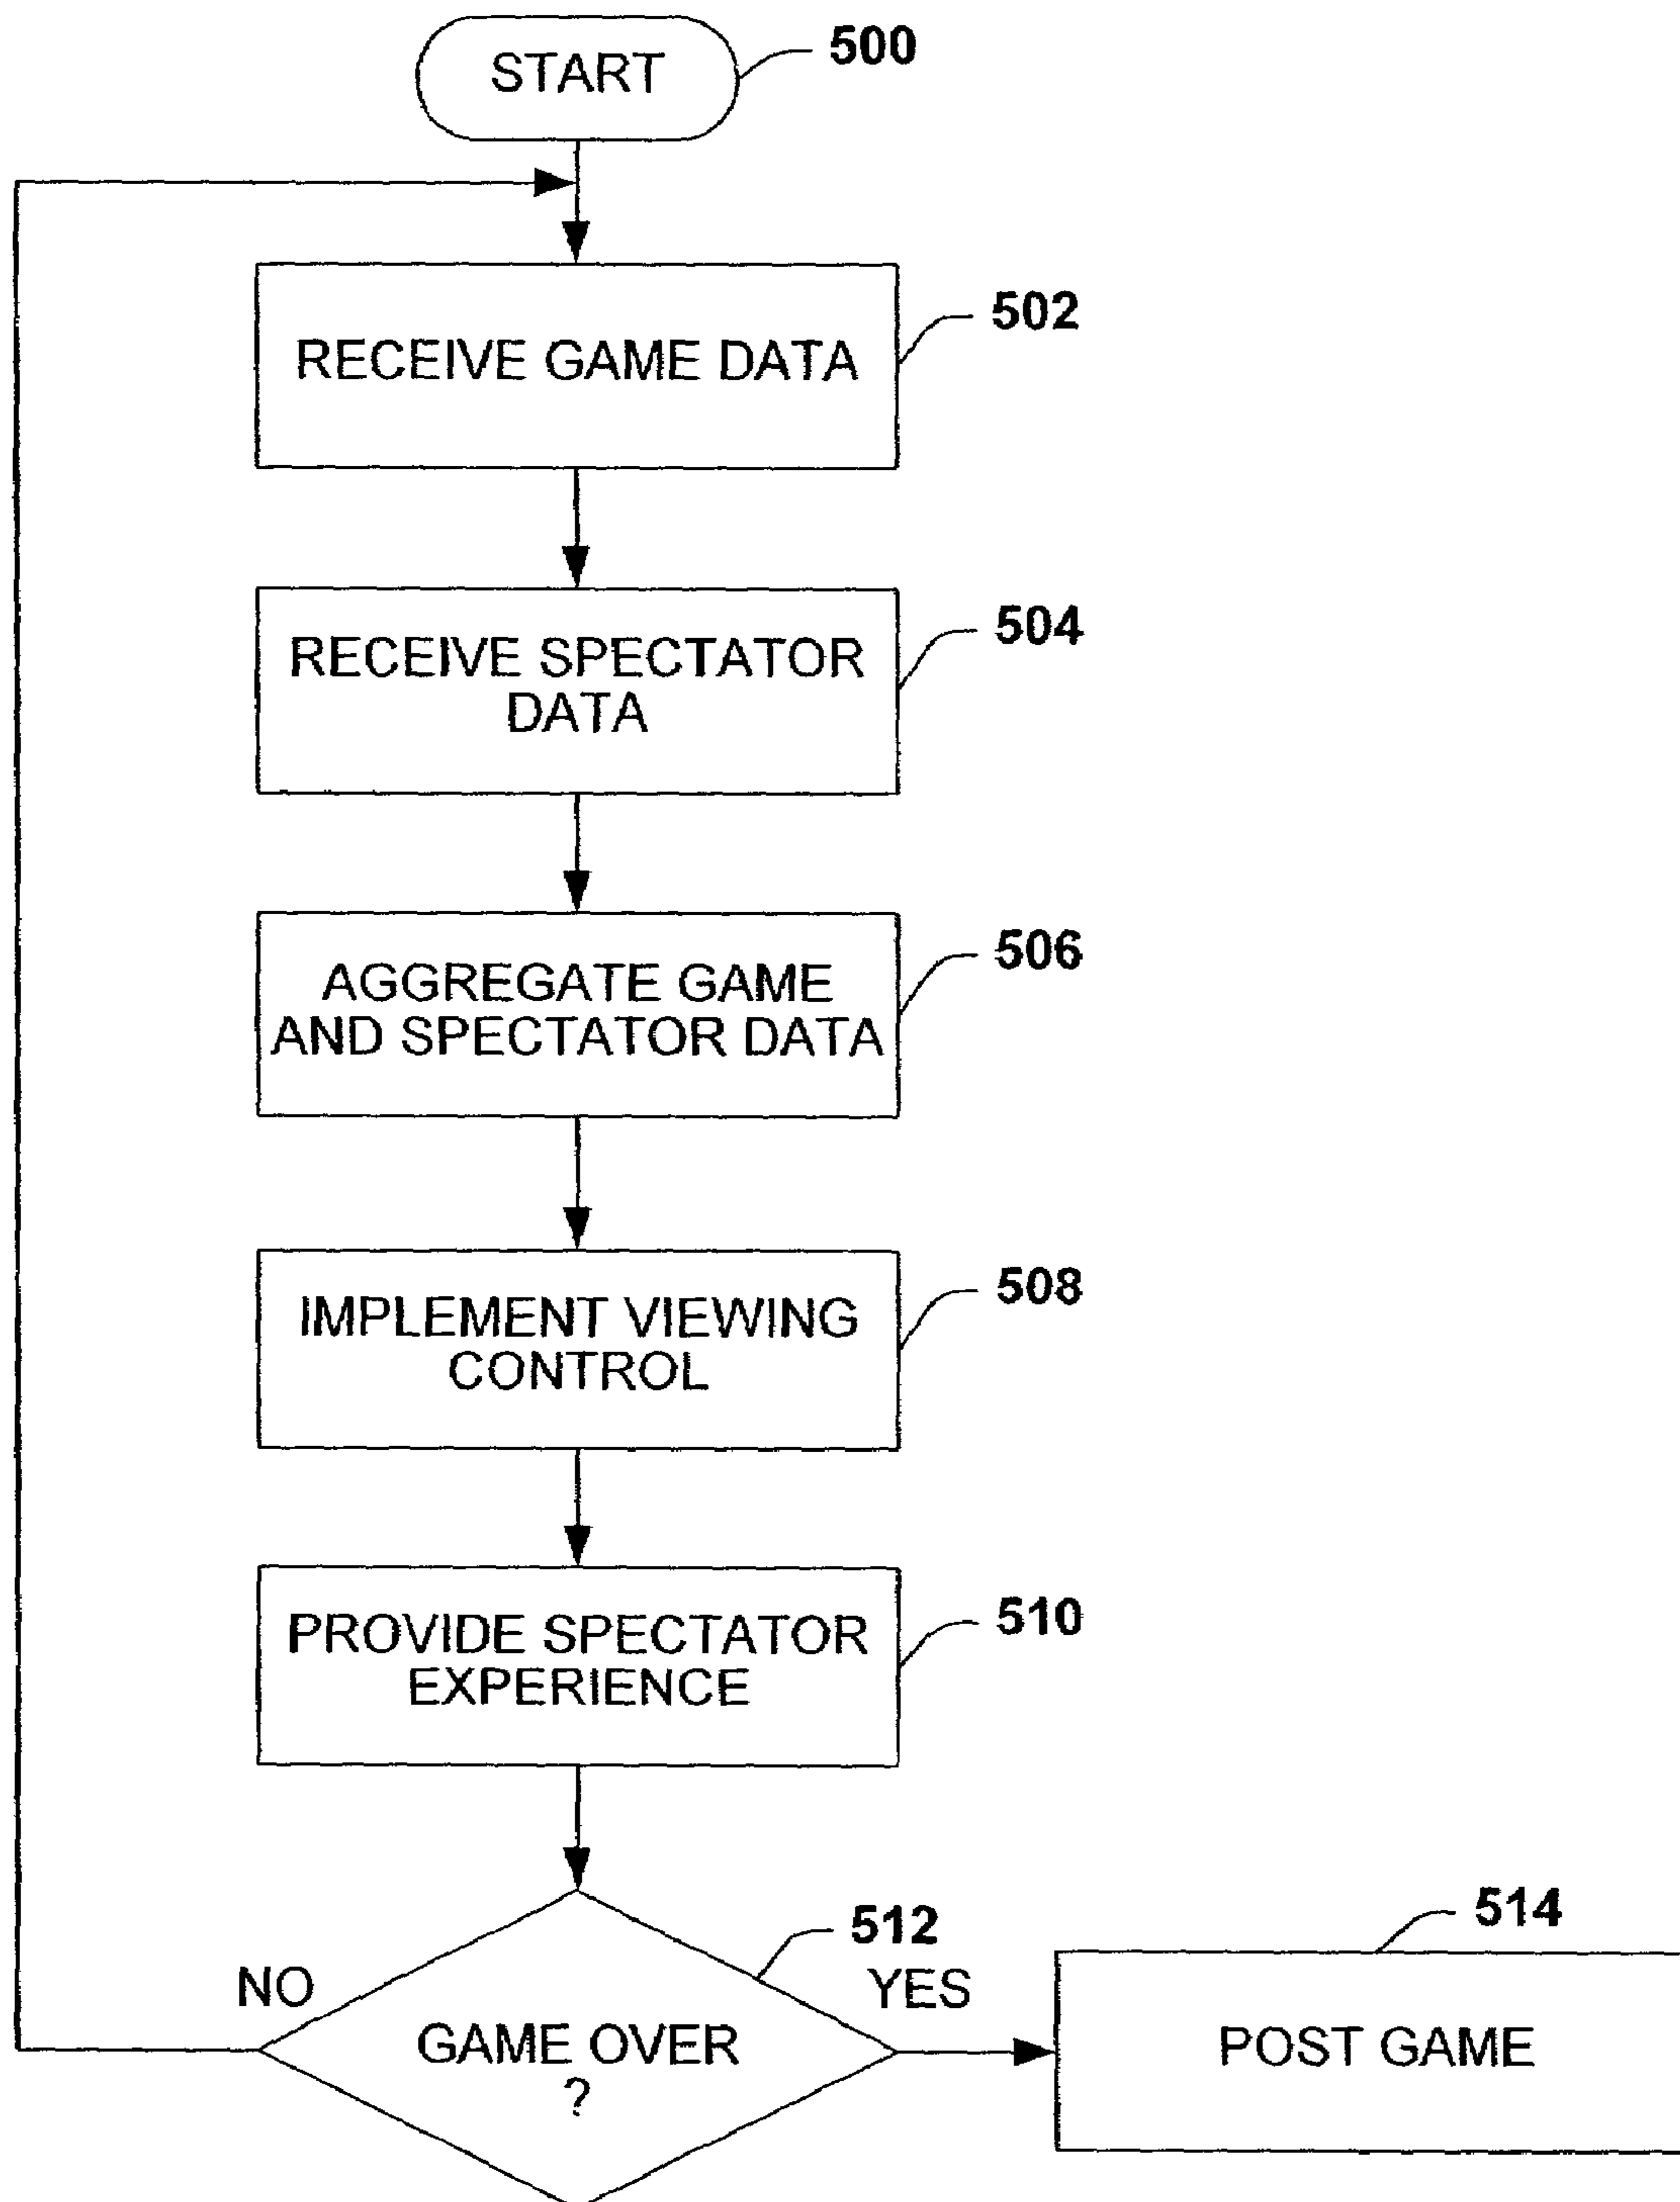 START
500
RECEIVE GAME DATA
502
RECEIVE SPECTATOR
DATA
504
AGGREGATE GAME
AND SPECTATOR DATA
506
IMPLEMENT VIEWING
CONTROL
508
PROVIDE SPECTATOR
EXPERIENCE
510
GAME OVER
?
512
NO
YES
POST GAME
514